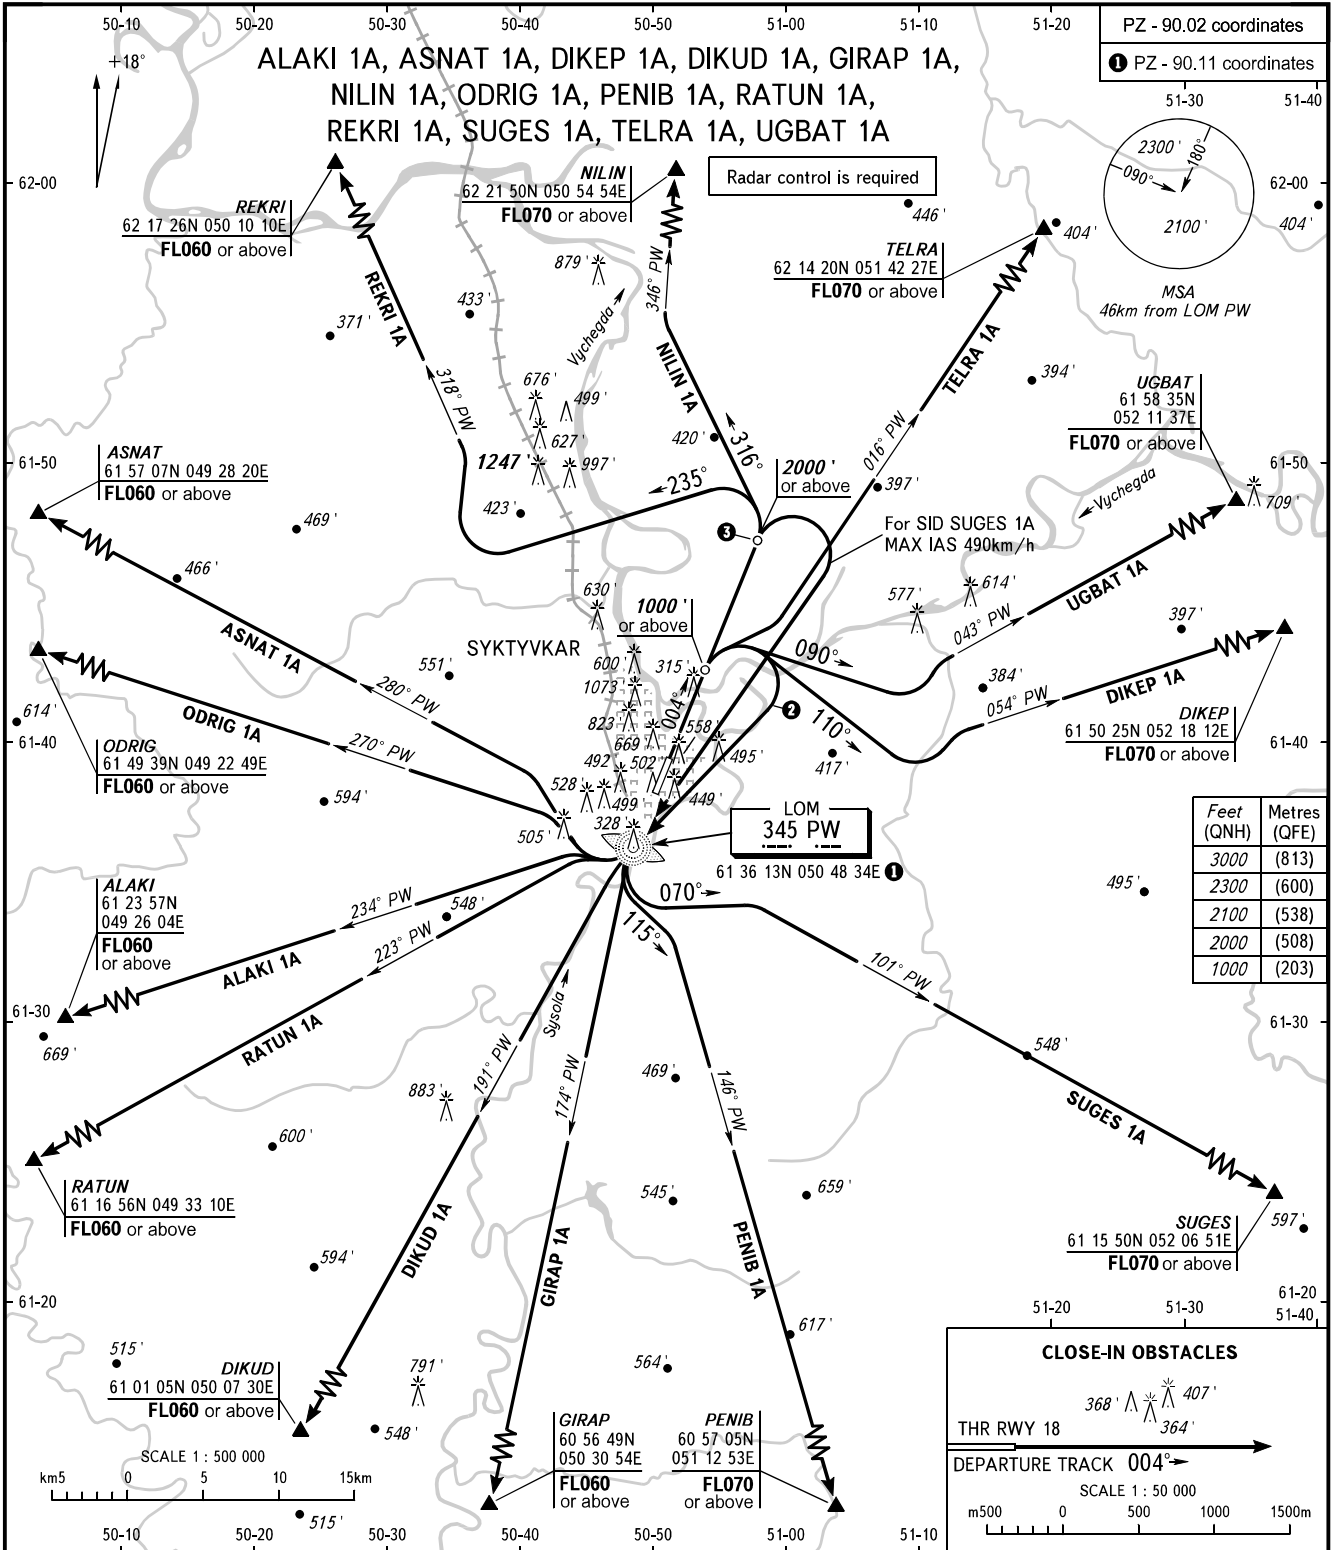 50-10
50-20
50-30
50-40
50-50
51-00
51-10
51-20
PZ - 90.02 coordinates
❶ PZ - 90.11 coordinates
51-30
51-40
+18°
ALAKI 1A, ASNAT 1A, DIKEP 1A, DIKUD 1A, GIRAP 1A,
NILIN 1A, ODRIG 1A, PENIB 1A, RATUN 1A,
REKRI 1A, SUGES 1A, TELRA 1A, UGBAT 1A
62-00
62-00
REKRI
62 17 26N 050 10 10E
FL060 or above
NILIN
62 21 50N 050 54 54E
FL070 or above
Radar control is required
446'
TELRA
62 14 20N 051 42 27E
FL070 or above
404'
404'
2300'
180°
090°
2100'
MSA
46km from LOM PW
879'
433'
371'
REKRI 1A
318° PW
Vychegda
346° PW
NILIN 1A
676'
499'
627'
1247'
997'
423'
420'
316°
235°
2000'
or above
❸
TELRA 1A
016° PW
397'
394'
UGBAT
61 58 35N
052 11 37E
FL070 or above
Vychegda
709'
61-50
61-50
ASNAT
61 57 07N 049 28 20E
FL060 or above
469'
466'
For SID SUGES 1A
MAX IAS 490km/h
577'
614'
043° PW
UGBAT 1A
397'
630'
1000'
or above
SYKTYVKAR
ASNAT 1A
551'
280° PW
600'
315'
1073'
004°
823'
669'
558'
502'
495'
492'
528'
499'
449'
505'
328'
090°
❷
110°
417'
384'
054° PW
DIKEP 1A
DIKEP
61 50 25N 052 18 12E
FL070 or above
614'
ODRIG 1A
270° PW
61-40
61-40
ODRIG
61 49 39N 049 22 49E
FL060 or above
594'
LOM
345 PW
61 36 13N 050 48 34E ❶
Feet Metres
(QNH) (QFE)
3000 (813)
2300 (600)
2100 (538)
2000 (508)
1000 (203)
495'
ALAKI
61 23 57N
049 26 04E
FL060
or above
234° PW
548'
223° PW
ALAKI 1A
070°
115°
101° PW
61-30
61-30
669'
RATUN 1A
Sysola
191° PW
174° PW
469'
146° PW
548'
SUGES 1A
883'
600'
RATUN
61 16 56N 049 33 10E
FL060 or above
545'
659'
SUGES
61 15 50N 052 06 51E
FL070 or above
597'
DIKUD 1A
GIRAP 1A
PENIB 1A
594'
61-20
61-20
51-20
51-30
51-40
617'
515'
DIKUD
61 01 05N 050 07 30E
FL060 or above
791'
564'
548'
GIRAP
60 56 49N
050 30 54E
FL060
or above
PENIB
60 57 05N
051 12 53E
FL070
or above
CLOSE-IN OBSTACLES
368'
407'
364'
THR RWY 18
DEPARTURE TRACK 004°
SCALE 1 : 50 000
m500 0 500 1000 1500m
SCALE 1 : 500 000
km5 0 5 10 15km
515'
50-10
50-20
50-30
50-40
50-50
51-00
51-10